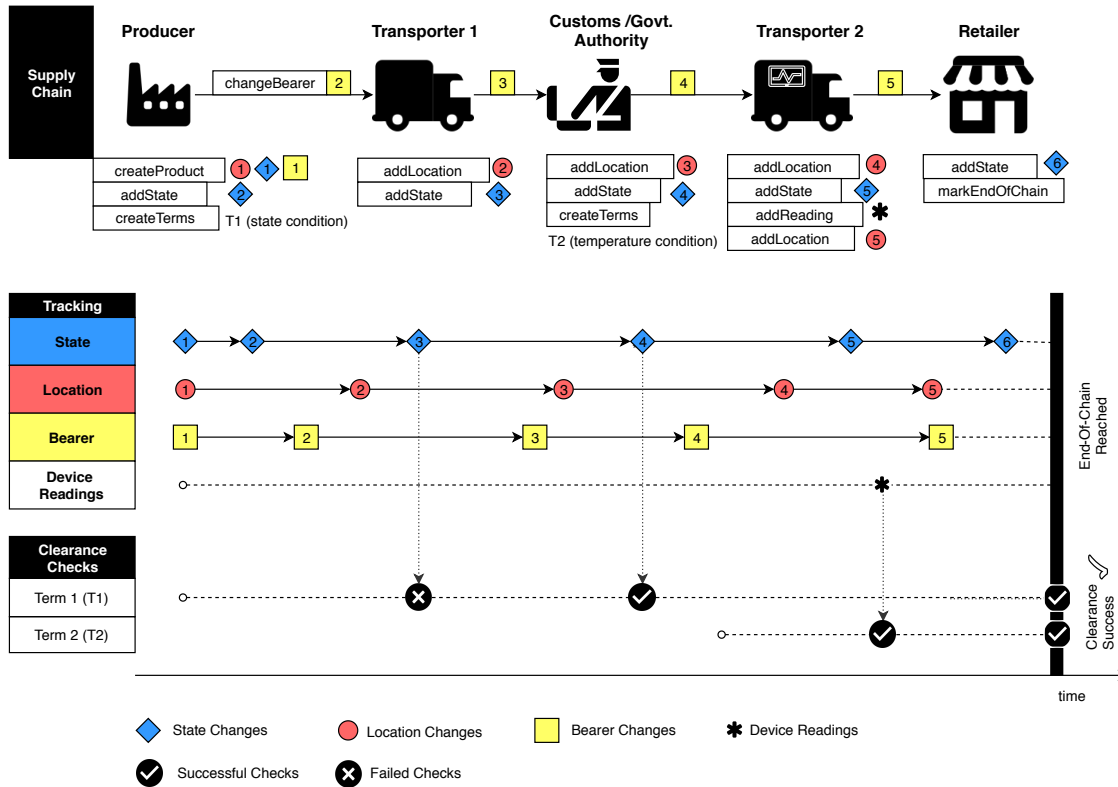 Supply
Chain
Producer
Transporter 1
Customs /Govt.
Authority
Transporter 2
Retailer
changeBearer 2
3
4
5
createProduct 1 1 1
addState 2
createTerms T1 (state condition)
addLocation 2
addState 3
addLocation 3
addState 4
createTerms
T2 (temperature condition)
addLocation 4
addState 5
addReading
addLocation 5
addState 6
markEndOfChain
Tracking
State 1 2 3 4 5 6
Location 1 2 3 4 5
Bearer 1 2 3 4 5
Device
Readings
End-Of-Chain
Reached
Clearance
Checks
Term 1 (T1)
Term 2 (T2)
Clearance
Success
time
State Changes
Location Changes
Bearer Changes
Device Readings
Successful Checks
Failed Checks